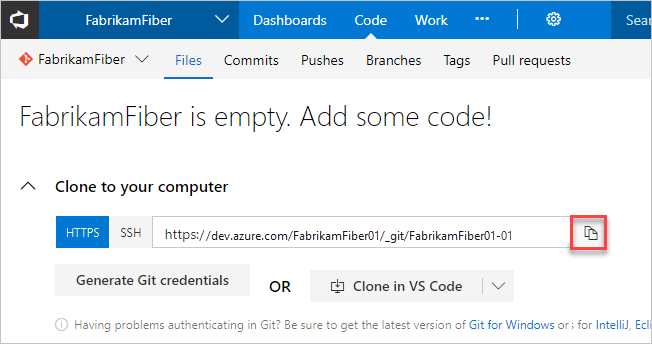 FabrikamFiber Dashboards Code Work ••• Sea
FabrikamFiber Files Commits Pushes Branches Tags Pull requests
FabrikamFiber is empty. Add some code!
Clone to your computer
HTTPS SSH https://dev.azure.com/FabrikamFiber01/_git/FabrikamFiber01-01
Generate Git credentials OR Clone in VS Code
Having problems authenticating in Git? Be sure to get the latest version of Git for Windows or; for IntelliJ, Ecli